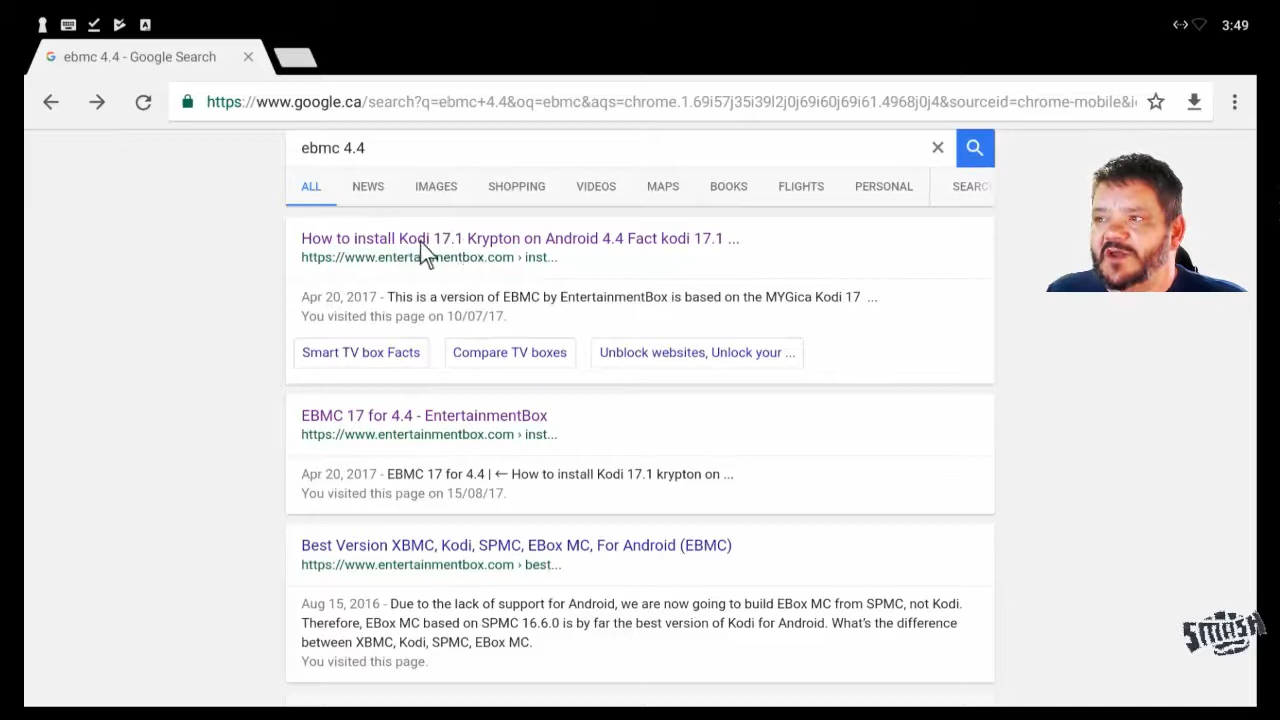 3:49
ebmc 4.4 - Google Search
https://www.google.ca/search?q=ebmc+4.4&oq=ebmc&aqs=chrome.1.69i57j35i39l2j0j69i60j69i61.4968j0j4&sourceid=chrome-mobile&i
ebmc 4.4
ALL NEWS IMAGES SHOPPING VIDEOS MAPS BOOKS FLIGHTS PERSONAL SEARC
How to install Kodi 17.1 Krypton on Android 4.4 Fact kodi 17.1 ...
https://www.entertainmentbox.com › inst...
Apr 20, 2017 - This is a version of EBMC by EntertainmentBox is based on the MYGica Kodi 17 ...
You visited this page on 10/07/17.
Smart TV box Facts Compare TV boxes Unblock websites, Unlock your ...
EBMC 17 for 4.4 - EntertainmentBox
https://www.entertainmentbox.com › inst...
Apr 20, 2017 - EBMC 17 for 4.4 | ← How to install Kodi 17.1 krypton on ...
You visited this page on 15/08/17.
Best Version XBMC, Kodi, SPMC, EBox MC, For Android (EBMC)
https://www.entertainmentbox.com › best...
Aug 15, 2016 - Due to the lack of support for Android, we are now going to build EBox MC from SPMC, not Kodi.
Therefore, EBox MC based on SPMC 16.6.0 is by far the best version of Kodi for Android. What's the difference
between XBMC, Kodi, SPMC, EBox MC.
You visited this page.
SMASH